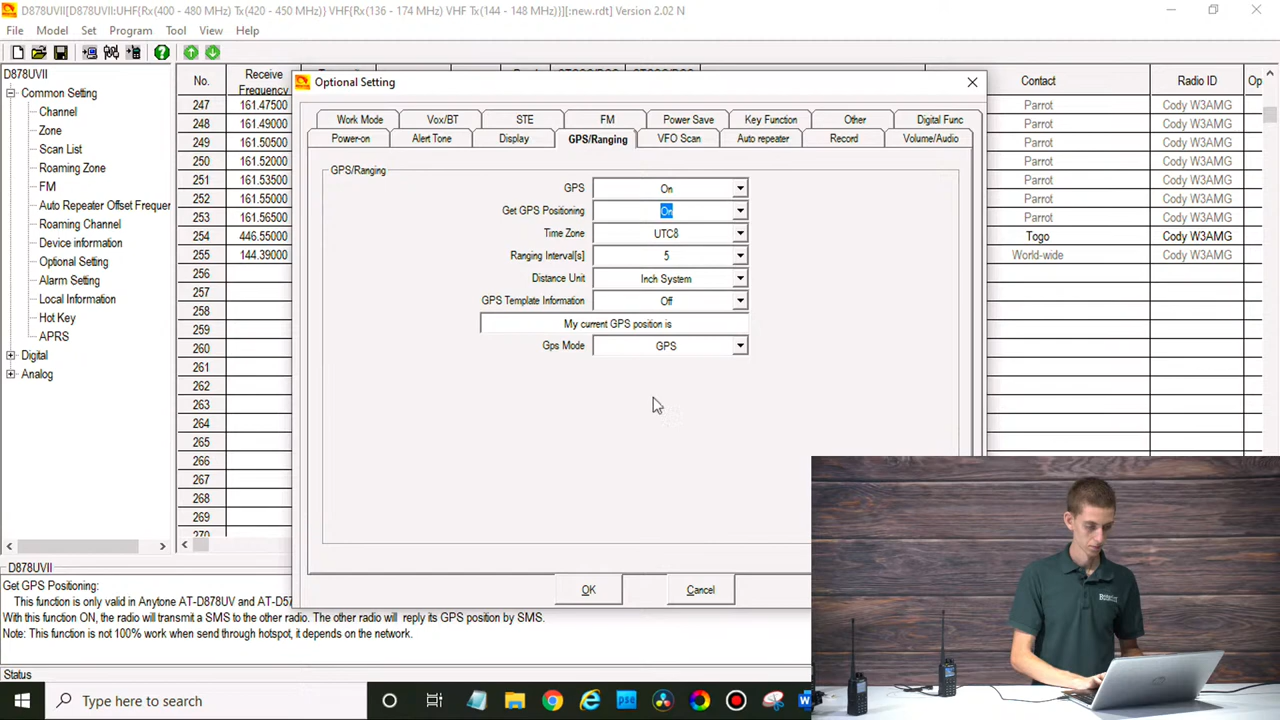 D878UVII[D878UVII:UHF{Rx(400 - 480 MHz) Tx(420 - 450 MHz)} VHF{Rx(136 - 174 MHz) VHF Tx(144 - 148 MHz)}][:new.rdt] Version 2.02 N
File Model Set Program Tool View Help
D878UVII
Common Setting
Channel
Zone
Scan List
Roaming Zone
FM
Auto Repeater Offset Frequer
Roaming Channel
Device information
Optional Setting
Alarm Setting
Local Information
Hot Key
APRS
Digital
Analog
No. Receive Frequency Contact Radio ID Op
247 161.47500 Parrot Cody W3AMG
248 161.49000 Parrot Cody W3AMG
249 161.50500 Parrot Cody W3AMG
250 161.52000 Parrot Cody W3AMG
251 161.53500 Parrot Cody W3AMG
252 161.55000 Parrot Cody W3AMG
253 161.56500 Parrot Cody W3AMG
254 446.55000 Togo Cody W3AMG
255 144.39000 World-wide Cody W3AMG
256
257
258
259
260
261
262
263
264
265
266
267
268
269
270
Optional Setting
Work Mode Vox/BT STE FM Power Save Key Function Other Digital Func
Power-on Alert Tone Display GPS/Ranging VFO Scan Auto repeater Record Volume/Audio
GPS/Ranging
GPS On
Get GPS Positioning On
Time Zone UTC8
Ranging Interval[s] 5
Distance Unit Inch System
GPS Template Information Off
My current GPS position is
Gps Mode GPS
OK Cancel
D878UVII
Get GPS Positioning:
This function is only valid in Anytone AT-D878UV and AT-D57
With this function ON, the radio will transmit a SMS to the other radio. The other radio will reply its GPS position by SMS.
Note: This function is not 100% work when send through hotspot, it depends on the network.
Status
Type here to search